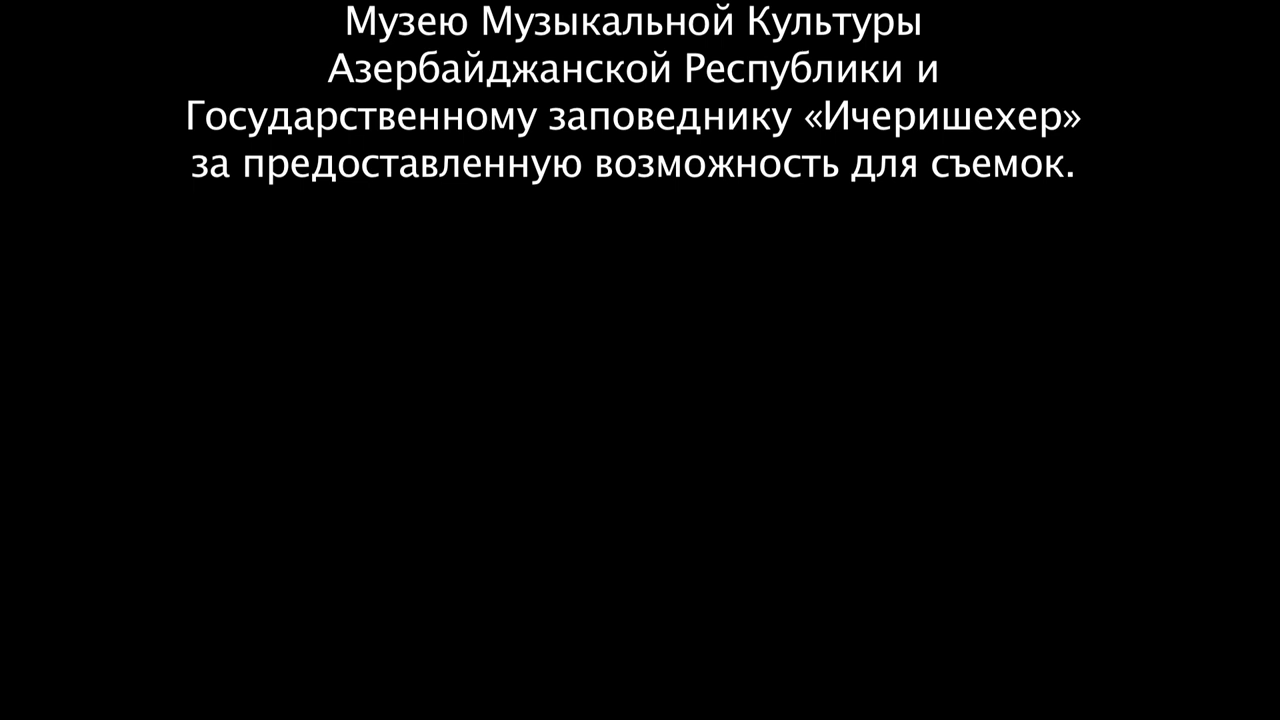 Музею Музыкальной Культуры
Азербайджанской Республики и
Государственному заповеднику «Ичеришехер»
за предоставленную возможность для съемок.